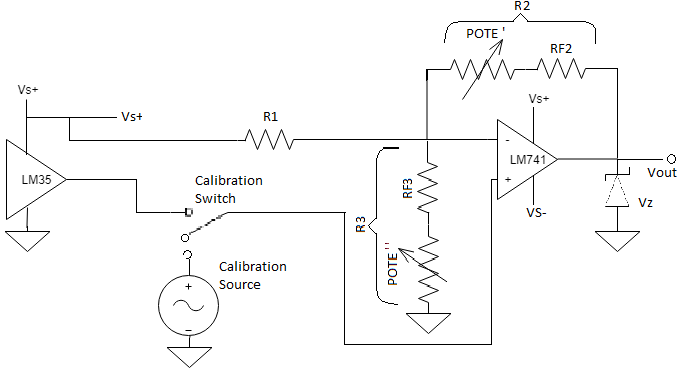 R2
POTE '
RF2
Vs+
Vs+
R1
Vs+
-
LM741
+
Vout
LM35
Calibration
Switch
RF3
R3
VS-
Vz
POTE "
Calibration
Source
+
-